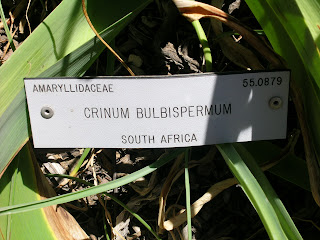 AMARYLLIDACEAE 55.0879
CRINUM BULBISPERMUM
SOUTH AFRICA